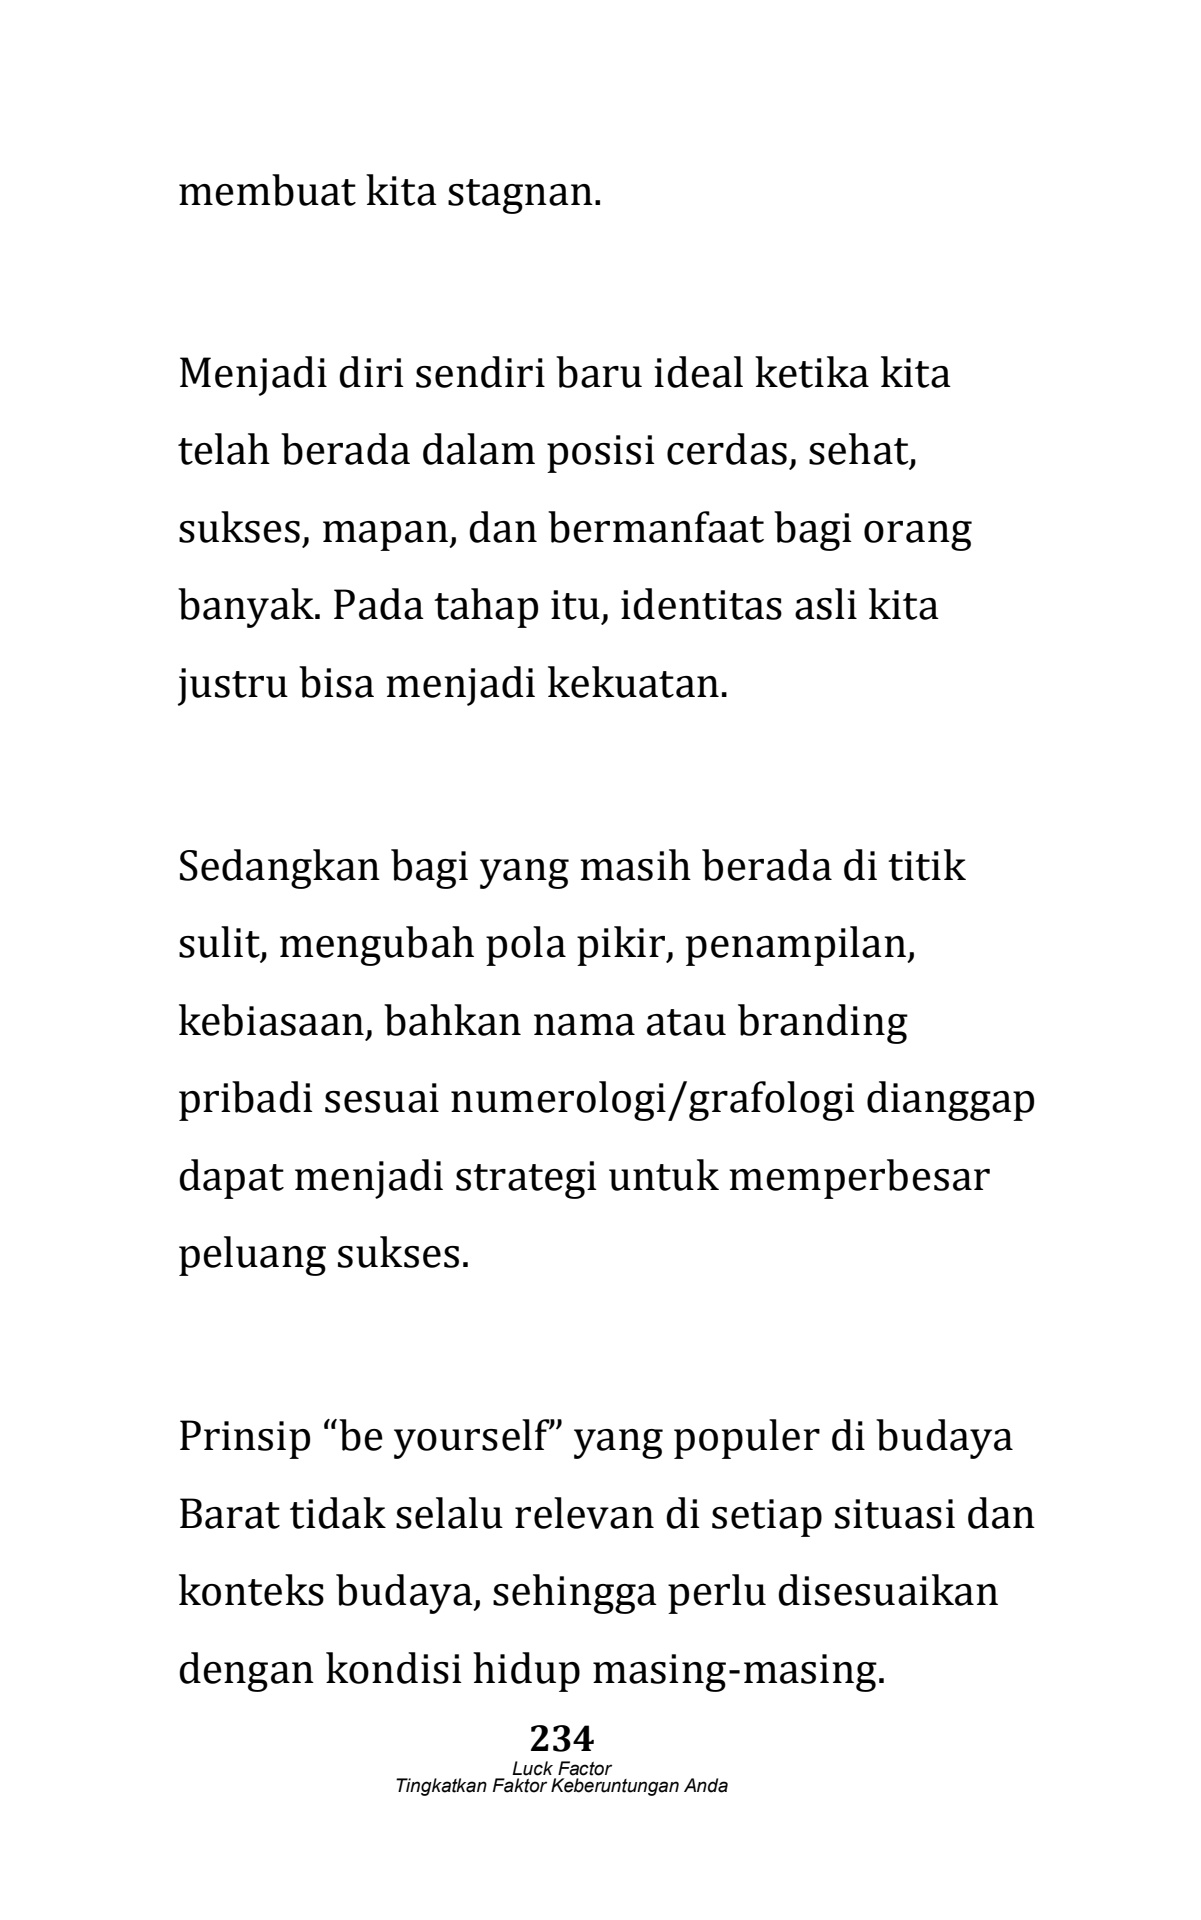 membuat kita stagnan.
Menjadi diri sendiri baru ideal ketika kita
telah berada dalam posisi cerdas, sehat,
sukses, mapan, dan bermanfaat bagi orang
banyak. Pada tahap itu, identitas asli kita
justru bisa menjadi kekuatan.
Sedangkan bagi yang masih berada di titik
sulit, mengubah pola pikir, penampilan,
kebiasaan, bahkan nama atau branding
pribadi sesuai numerologi/grafologi dianggap
dapat menjadi strategi untuk memperbesar
peluang sukses.
Prinsip “be yourself” yang populer di budaya
Barat tidak selalu relevan di setiap situasi dan
konteks budaya, sehingga perlu disesuaikan
dengan kondisi hidup masing-masing.
234
Luck Factor
Tingkatkan Faktor Keberuntungan Anda